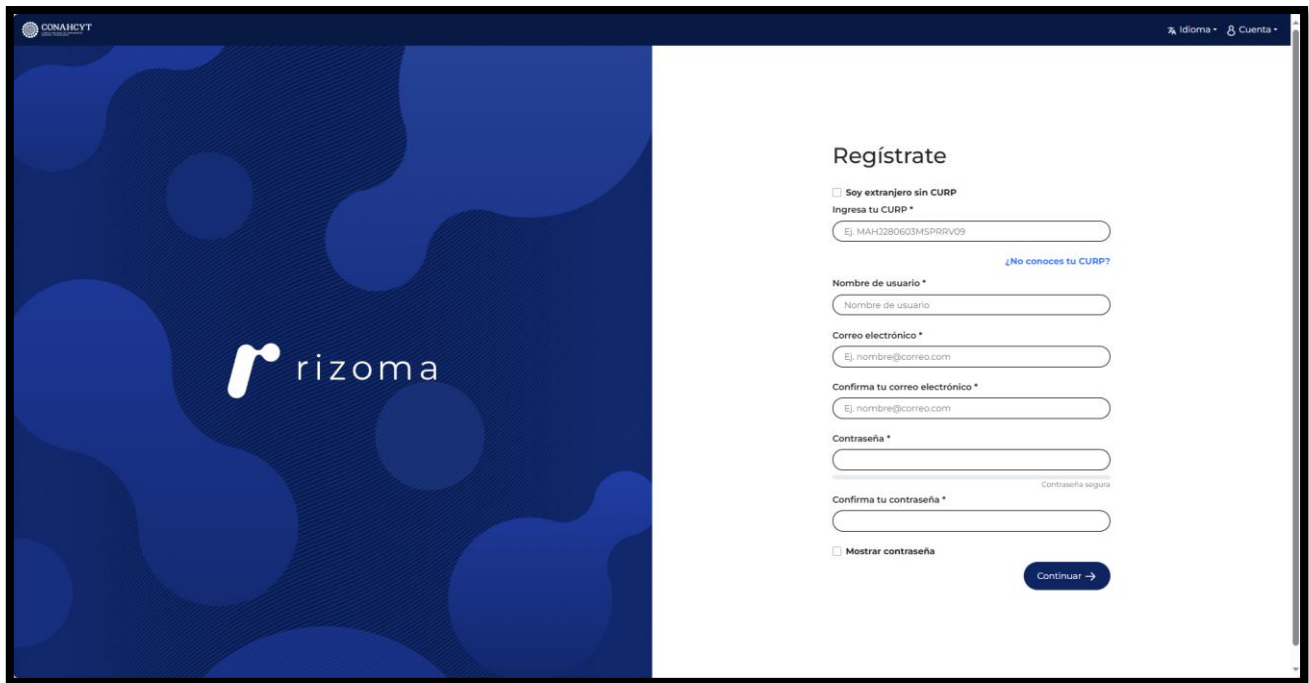 CONAHCYT
Idioma
Cuenta
rizoma
Regístrate
Soy extranjero sin CURP
Ingresa tu CURP *
Ej. MAHJ280603MSPRRV09
¿No conoces tu CURP?
Nombre de usuario *
Nombre de usuario
Correo electrónico *
Ej. nombre@correo.com
Confirma tu correo electrónico *
Ej. nombre@correo.com
Contraseña *
Contraseña segura
Confirma tu contraseña *
Mostrar contraseña
Continuar →